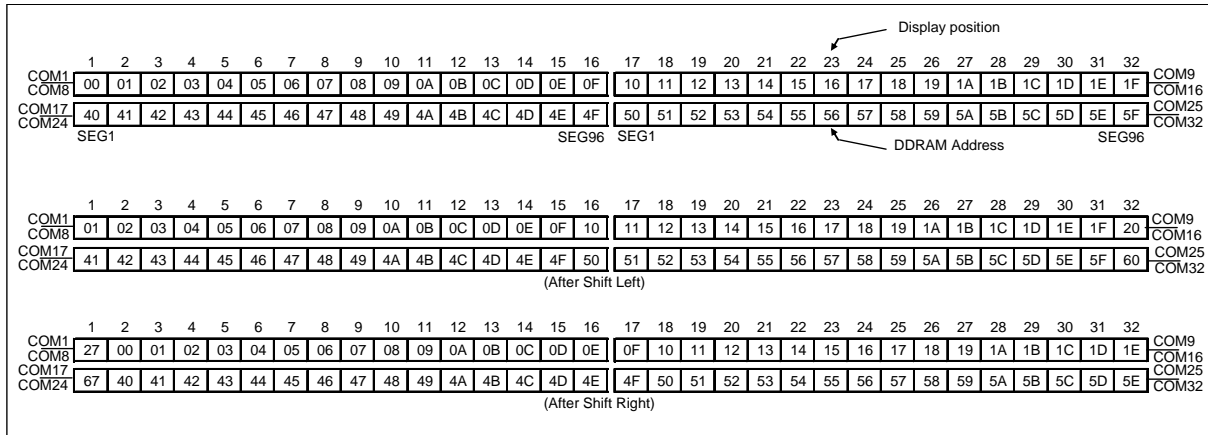 Display position
1 2 3 4 5 6 7 8 9 10 11 12 13 14 15 16 17 18 19 20 21 22 23 24 25 26 27 28 29 30 31 32
COM1 COM8 00 01 02 03 04 05 06 07 08 09 0A 0B 0C 0D 0E 0F 10 11 12 13 14 15 16 17 18 19 1A 1B 1C 1D 1E 1F COM9 COM16
COM17 COM24 40 41 42 43 44 45 46 47 48 49 4A 4B 4C 4D 4E 4F 50 51 52 53 54 55 56 57 58 59 5A 5B 5C 5D 5E 5F COM25 COM32
SEG1 SEG96 SEG1 SEG96
DDRAM Address
1 2 3 4 5 6 7 8 9 10 11 12 13 14 15 16 17 18 19 20 21 22 23 24 25 26 27 28 29 30 31 32
COM1 COM8 01 02 03 04 05 06 07 08 09 0A 0B 0C 0D 0E 0F 10 11 12 13 14 15 16 17 18 19 1A 1B 1C 1D 1E 1F 20 COM9 COM16
COM17 COM24 41 42 43 44 45 46 47 48 49 4A 4B 4C 4D 4E 4F 50 51 52 53 54 55 56 57 58 59 5A 5B 5C 5D 5E 5F 60 COM25 COM32
(After Shift Left)
1 2 3 4 5 6 7 8 9 10 11 12 13 14 15 16 17 18 19 20 21 22 23 24 25 26 27 28 29 30 31 32
COM1 COM8 27 00 01 02 03 04 05 06 07 08 09 0A 0B 0C 0D 0E 0F 10 11 12 13 14 15 16 17 18 19 1A 1B 1C 1D 1E COM9 COM16
COM17 COM24 67 40 41 42 43 44 45 46 47 48 49 4A 4B 4C 4D 4E 4F 50 51 52 53 54 55 56 57 58 59 5A 5B 5C 5D 5E COM25 COM32
(After Shift Right)